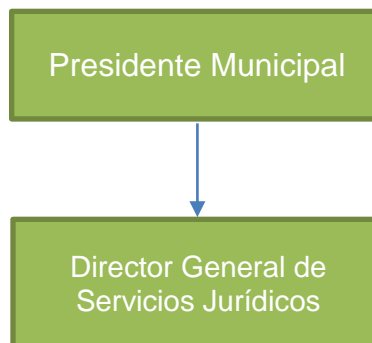 Presidente Municipal
Director General de
Servicios Jurídicos